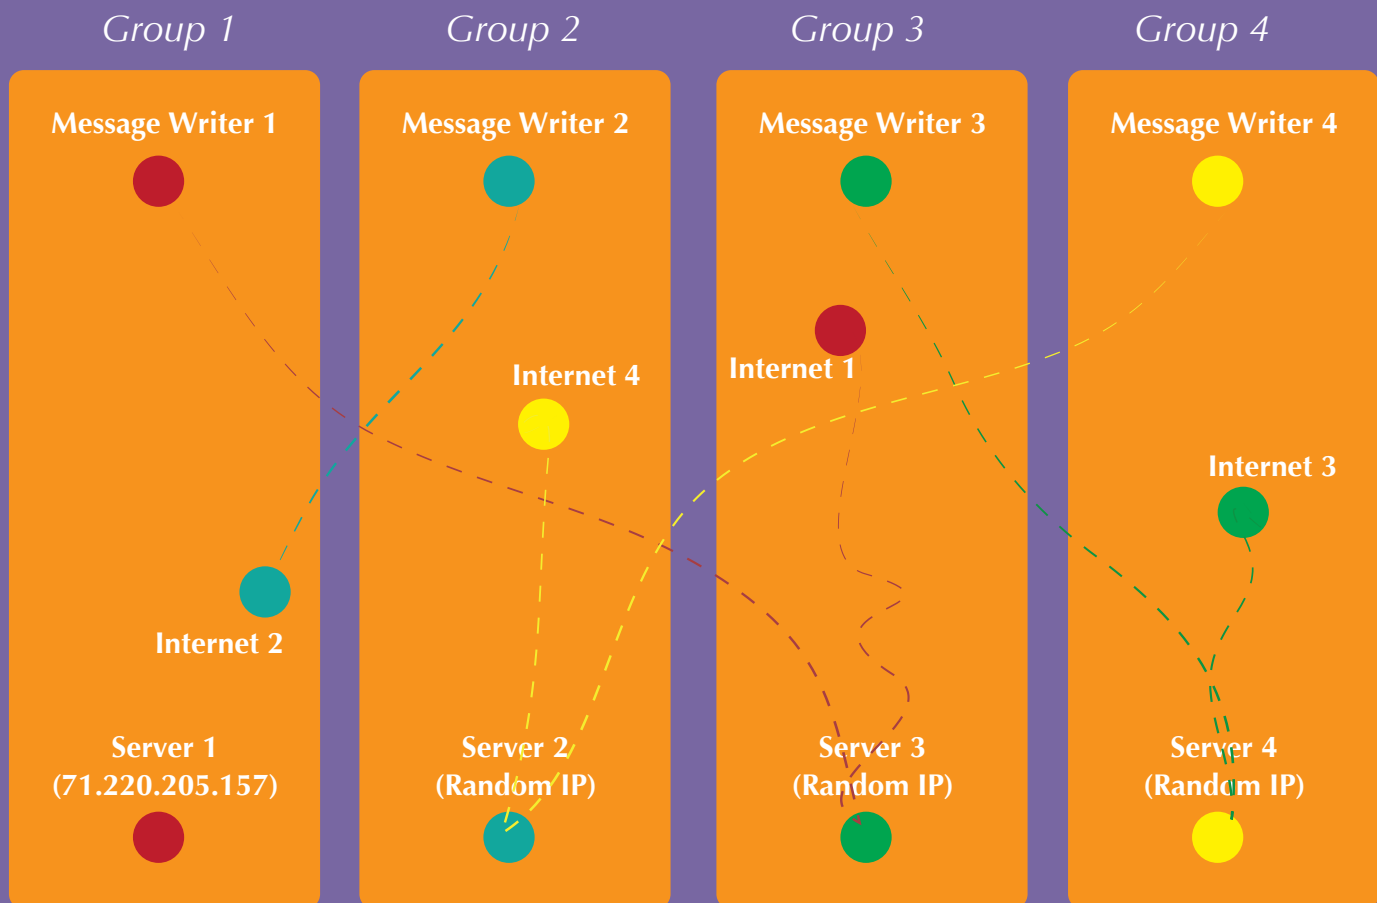 Group 1
Group 2
Group 3
Group 4
Message Writer 1
Message Writer 2
Message Writer 3
Message Writer 4
Internet 1
Internet 4
Internet 3
Internet 2
Server 1
(71.220.205.157)
Server 2
(Random IP)
Server 3
(Random IP)
Server 4
(Random IP)